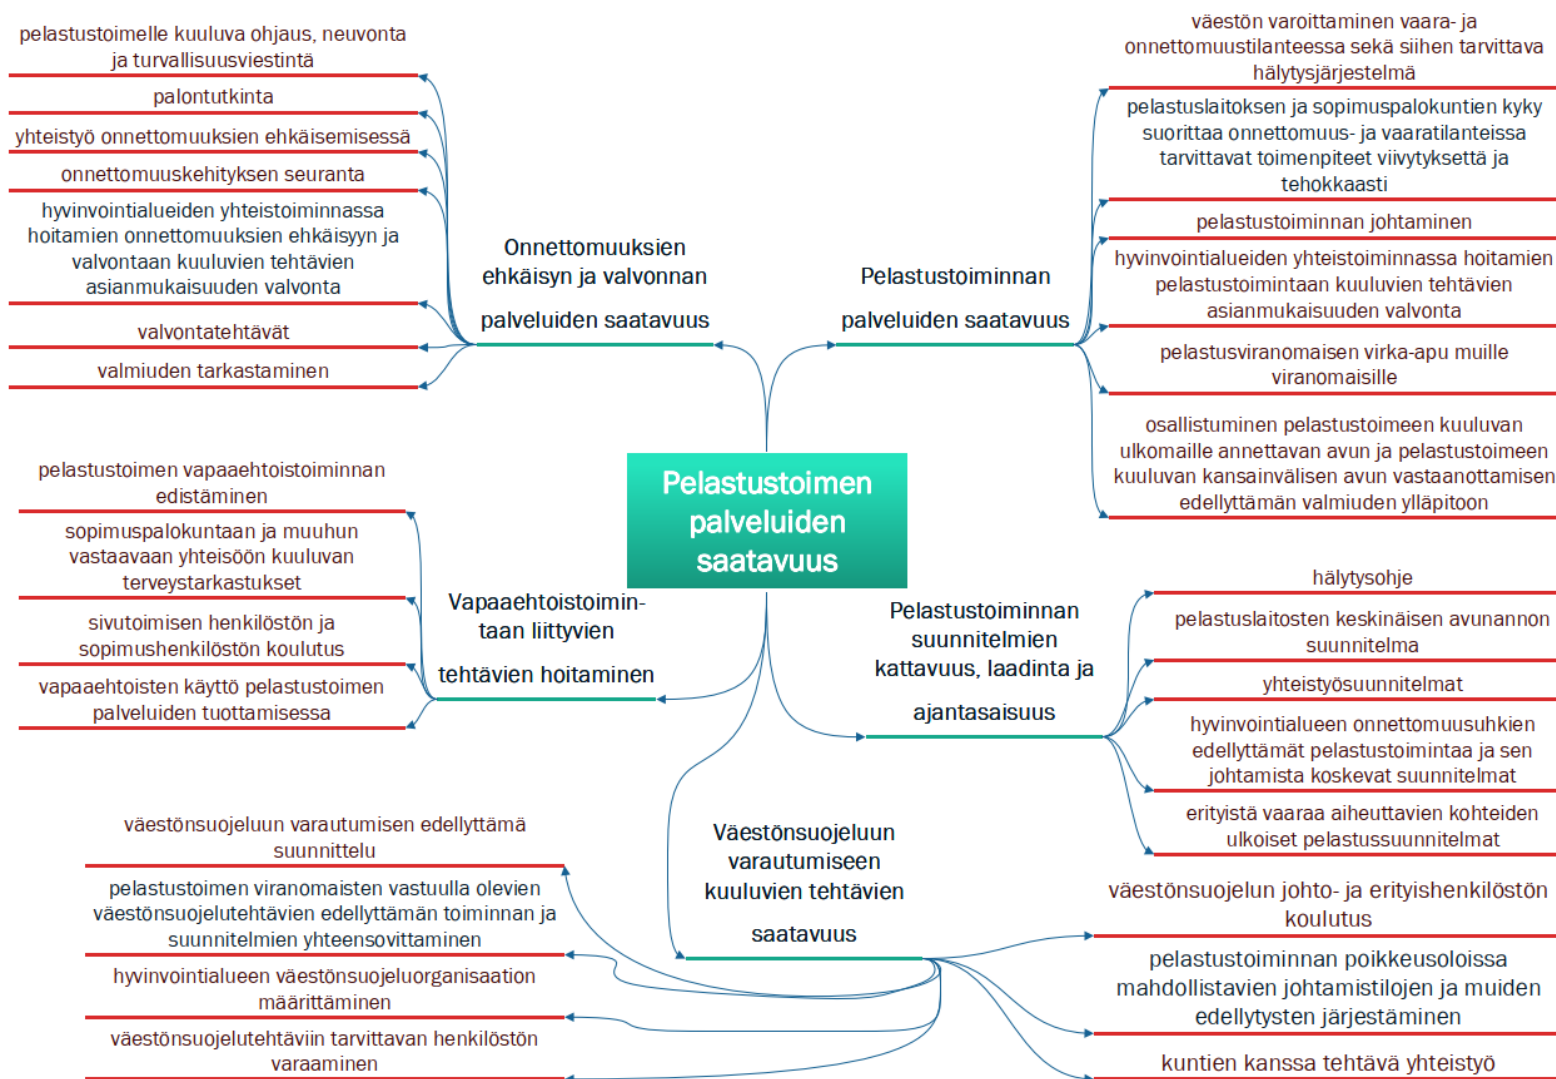 pelastustoimelle kuuluva ohjaus, neuvonta
ja turvallisuusviestintä
palontutkinta
yhteistyö onnettomuuksien ehkäisemisessä
onnettomuuskehityksen seuranta
hyvinvointialueiden yhteistoiminnassa
hoitamien onnettomuuksien ehkäisyyn ja
valvontaan kuuluvien tehtävien
asianmukaisuuden valvonta
valvontatehtävät
valmiuden tarkastaminen
Onnettomuuksien
ehkäisyn ja valvonnan
palveluiden saatavuus
Pelastustoiminnan
palveluiden saatavuus
väestön varoittaminen vaara- ja
onnettomuustilanteessa sekä siihen tarvittava
hälytysjärjestelmä
pelastuslaitoksen ja sopimuspalokuntien kyky
suorittaa onnettomuus- ja vaaratilanteissa
tarvittavat toimenpiteet viivytyksettä ja
tehokkaasti
pelastustoiminnan johtaminen
hyvinvointialueiden yhteistoiminnassa hoitamien
pelastustoimintaan kuuluvien tehtävien
asianmukaisuuden valvonta
pelastusviranomaisen virka-apu muille
viranomaisille
osallistuminen pelastustoimeen kuuluvan
ulkomaille annettavan avun ja pelastustoimeen
kuuluvan kansainvälisen avun vastaanottamisen
edellyttämän valmiuden ylläpitoon
Pelastustoimen
palveluiden
saatavuus
pelastustoimen vapaaehtoistoiminnan
edistäminen
sopimuspalokuntaan ja muuhun
vastaavaan yhteisöön kuuluvan
terveystarkastukset
sivutoimisen henkilöstön ja
sopimushenkilöstön koulutus
vapaaehtoisten käyttö pelastustoimen
palveluiden tuottamisessa
Vapaaehtoistoimin-
taan liittyvien
tehtävien hoitaminen
Pelastustoiminnan
suunnitelmien
kattavuus, laadinta ja
ajantasaisuus
hälytysohje
pelastuslaitosten keskinäisen avunannon
suunnitelma
yhteistyösuunnitelmat
hyvinvointialueen onnettomuusuhkien
edellyttämät pelastustoimintaa ja sen
johtamista koskevat suunnitelmat
erityistä vaaraa aiheuttavien kohteiden
ulkoiset pelastussuunnitelmat
väestönsuojeluun varautumisen edellyttämä
suunnittelu
pelastustoimen viranomaisten vastuulla olevien
väestönsuojelutehtävien edellyttämän toiminnan ja
suunnitelmien yhteensovittaminen
hyvinvointialueen väestönsuojeluorganisaation
määrittäminen
väestönsuojelutehtäviin tarvittavan henkilöstön
varaaminen
Väestönsuojeluun
varautumiseen
kuuluvien tehtävien
saatavuus
väestönsuojelun johto- ja erityishenkilöstön
koulutus
pelastustoiminnan poikkeusoloissa
mahdollistavien johtamistilojen ja muiden
edellytysten järjestäminen
kuntien kanssa tehtävä yhteistyö